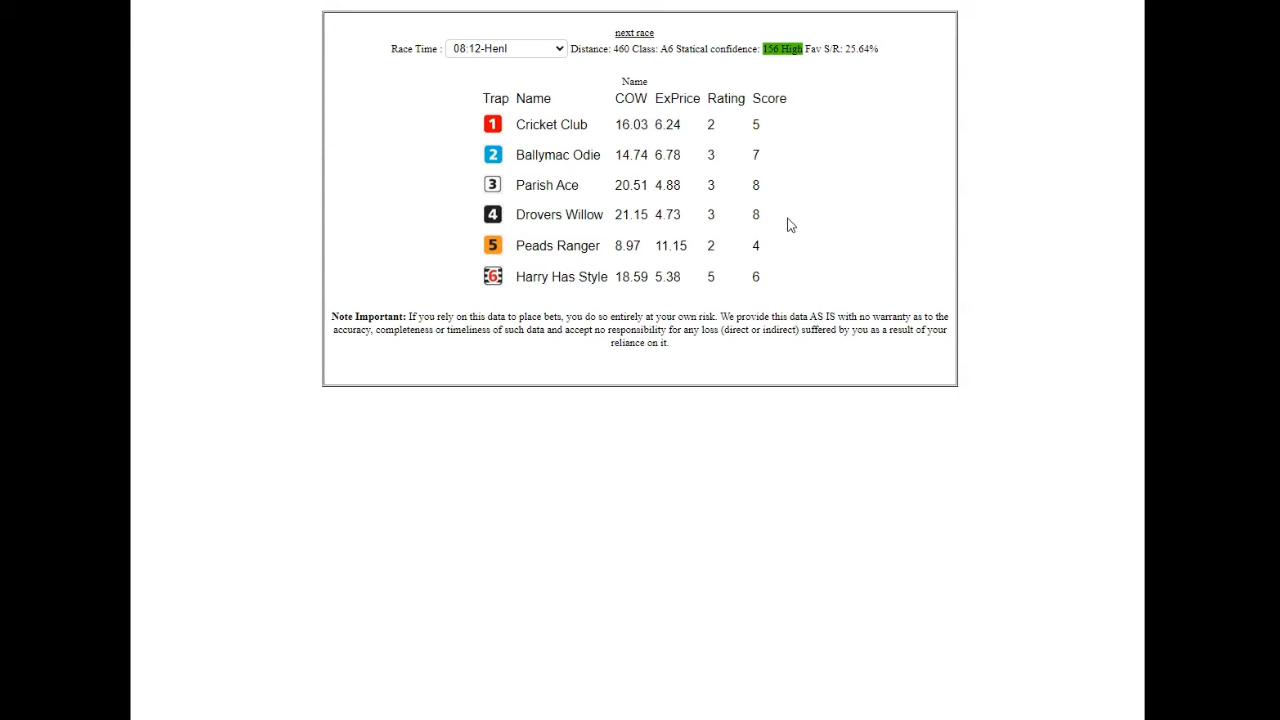 next race
Race Time : 08:12-Henl Distance: 460 Class: A6 Statical confidence: 156 High Fav S/R: 25.64%
Name
Trap Name COW ExPrice Rating Score
1 Cricket Club 16.03 6.24 2 5
2 Ballymac Odie 14.74 6.78 3 7
3 Parish Ace 20.51 4.88 3 8
4 Drovers Willow 21.15 4.73 3 8
5 Peads Ranger 8.97 11.15 2 4
6 Harry Has Style 18.59 5.38 5 6
Note Important: If you rely on this data to place bets, you do so entirely at your own risk. We provide this data AS IS with no warranty as to the
accuracy, completeness or timeliness of such data and accept no responsibility for any loss (direct or indirect) suffered by you as a result of your
reliance on it.